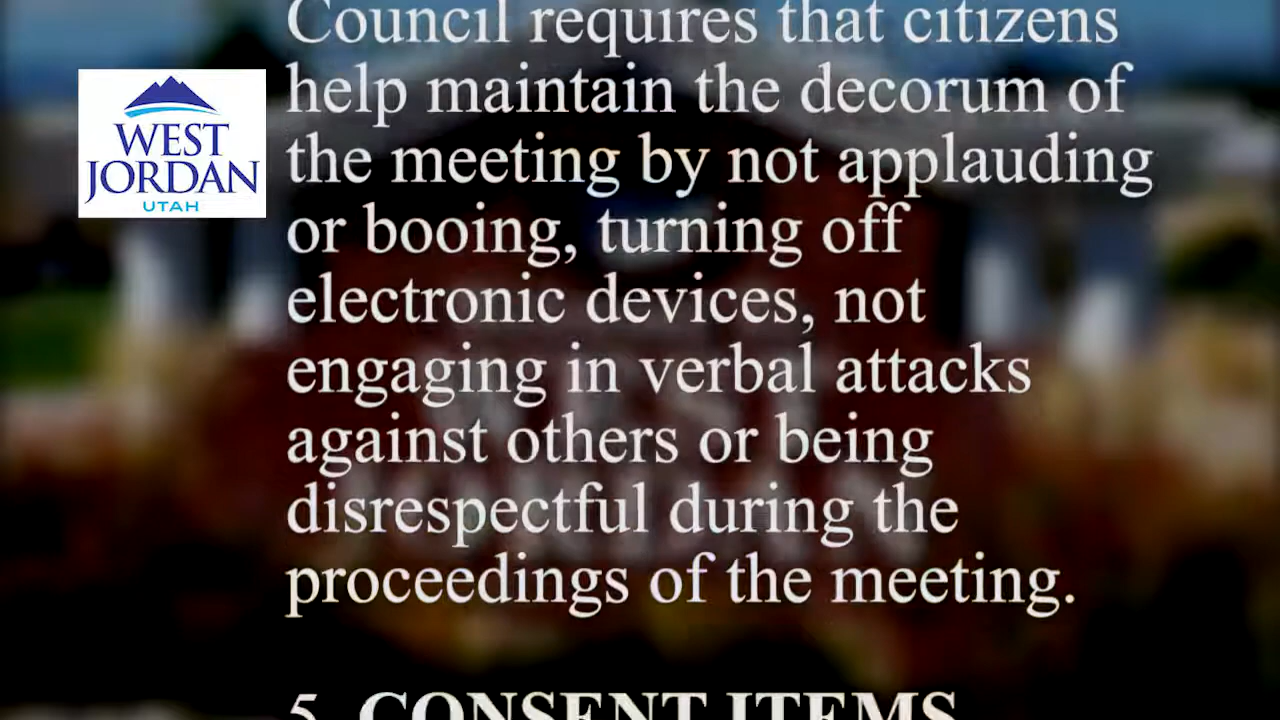 Council requires that citizens
help maintain the decorum of
the meeting by not applauding
or booing, turning off
electronic devices, not
engaging in verbal attacks
against others or being
disrespectful during the
proceedings of the meeting.
5. CONSENT ITEMS
WEST
JORDAN
UTAH